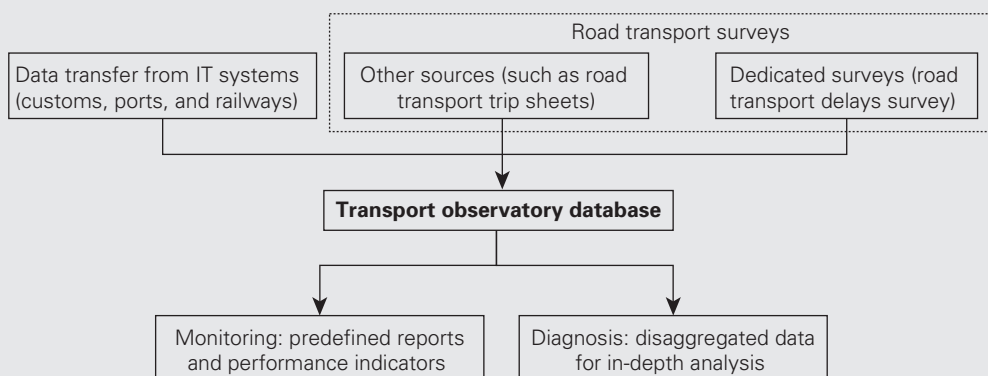 Road transport surveys
Data transfer from IT systems
(customs, ports, and railways)
Other sources (such as road
transport trip sheets)
Dedicated surveys (road
transport delays survey)
Transport observatory database
Monitoring: predefined reports
and performance indicators
Diagnosis: disaggregated data
for in-depth analysis